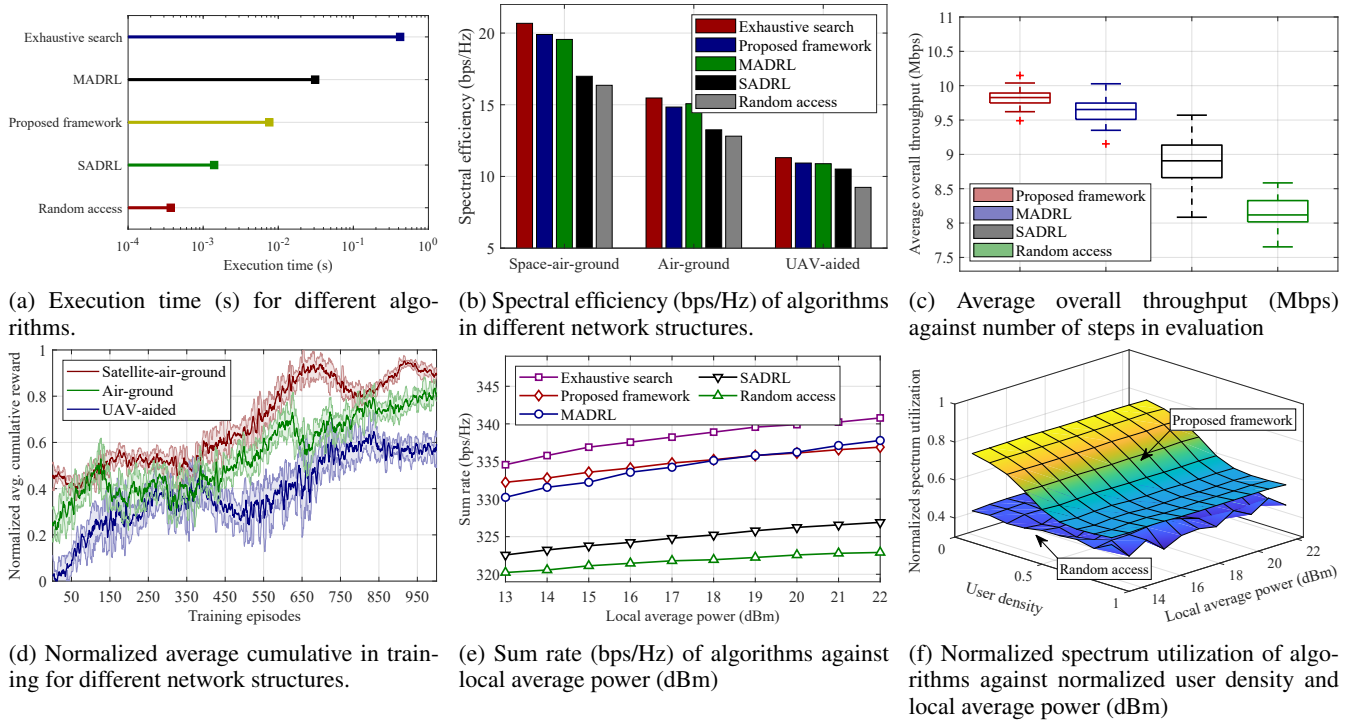 Exhaustive search
MADRL
Proposed framework
SADRL
Random access
10^-4
10^-3
10^-2
10^-1
10^0
Execution time (s)
(a) Execution time (s) for different algo-
rithms.
Spectral efficiency (bps/Hz)
20
15
10
5
Exhaustive search
Proposed framework
MADRL
SADRL
Random access
Space-air-ground
Air-ground
UAV-aided
(b) Spectral efficiency (bps/Hz) of algorithms
in different network structures.
Average overall throughput (Mbps)
11
10.5
10
9.5
9
8.5
8
7.5
Proposed framework
MADRL
SADRL
Random access
(c) Average overall throughput (Mbps)
against number of steps in evaluation
Normalized avg. cumulative reward
1
0.8
0.6
0.4
0.2
0
Satellite-air-ground
Air-ground
UAV-aided
50
150
250
350
450
550
650
750
850
950
Training episodes
(d) Normalized average cumulative in train-
ing for different network structures.
Sum rate (bps/Hz)
345
340
335
330
325
320
Exhaustive search
Proposed framework
MADRL
SADRL
Random access
13
14
15
16
17
18
19
20
21
22
Local average power (dBm)
(e) Sum rate (bps/Hz) of algorithms against
local average power (dBm)
Normalized spectrum utilization
1
0.8
0.6
0.4
Proposed framework
Random access
0
0.5
1
User density
14
16
18
20
22
Local average power (dBm)
(f) Normalized spectrum utilization of algo-
rithms against normalized user density and
local average power (dBm)